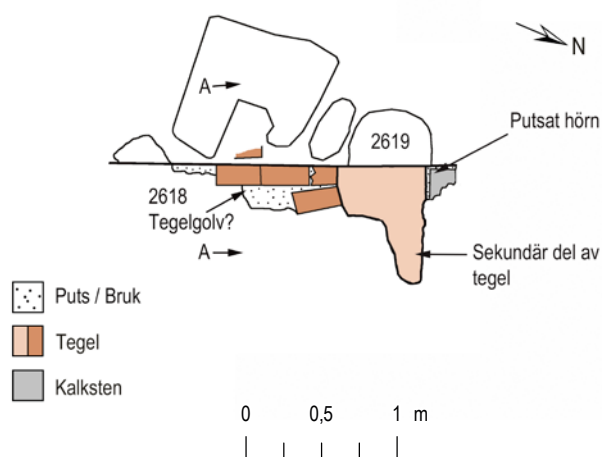 N
A
2619
Putsat hörn
2618
Tegelgolv?
A
Sekundär del av
tegel
Puts / Bruk
Tegel
Kalksten
0 0,5 1 m